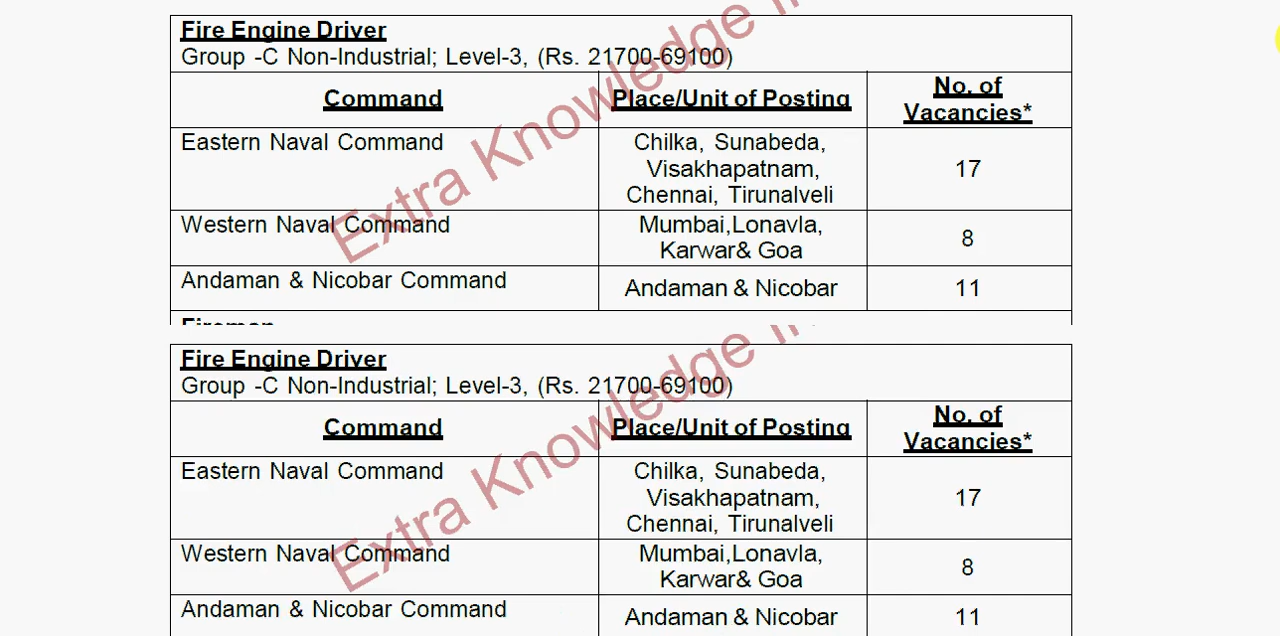 Fire Engine Driver
Group -C Non-Industrial; Level-3, (Rs. 21700-69100)
Command Place/Unit of Posting No. of
Vacancies*
Eastern Naval Command Chilka, Sunabeda,
Visakhapatnam,
Chennai, Tirunalveli
17
Western Naval Command Mumbai,Lonavla,
Karwar& Goa
8
Andaman & Nicobar Command Andaman & Nicobar 11
Fireman
Extra Knowledge
Fire Engine Driver
Group -C Non-Industrial; Level-3, (Rs. 21700-69100)
Command Place/Unit of Posting No. of
Vacancies*
Eastern Naval Command Chilka, Sunabeda,
Visakhapatnam,
Chennai, Tirunalveli
17
Western Naval Command Mumbai,Lonavla,
Karwar& Goa
8
Andaman & Nicobar Command Andaman & Nicobar 11
Extra Knowledge